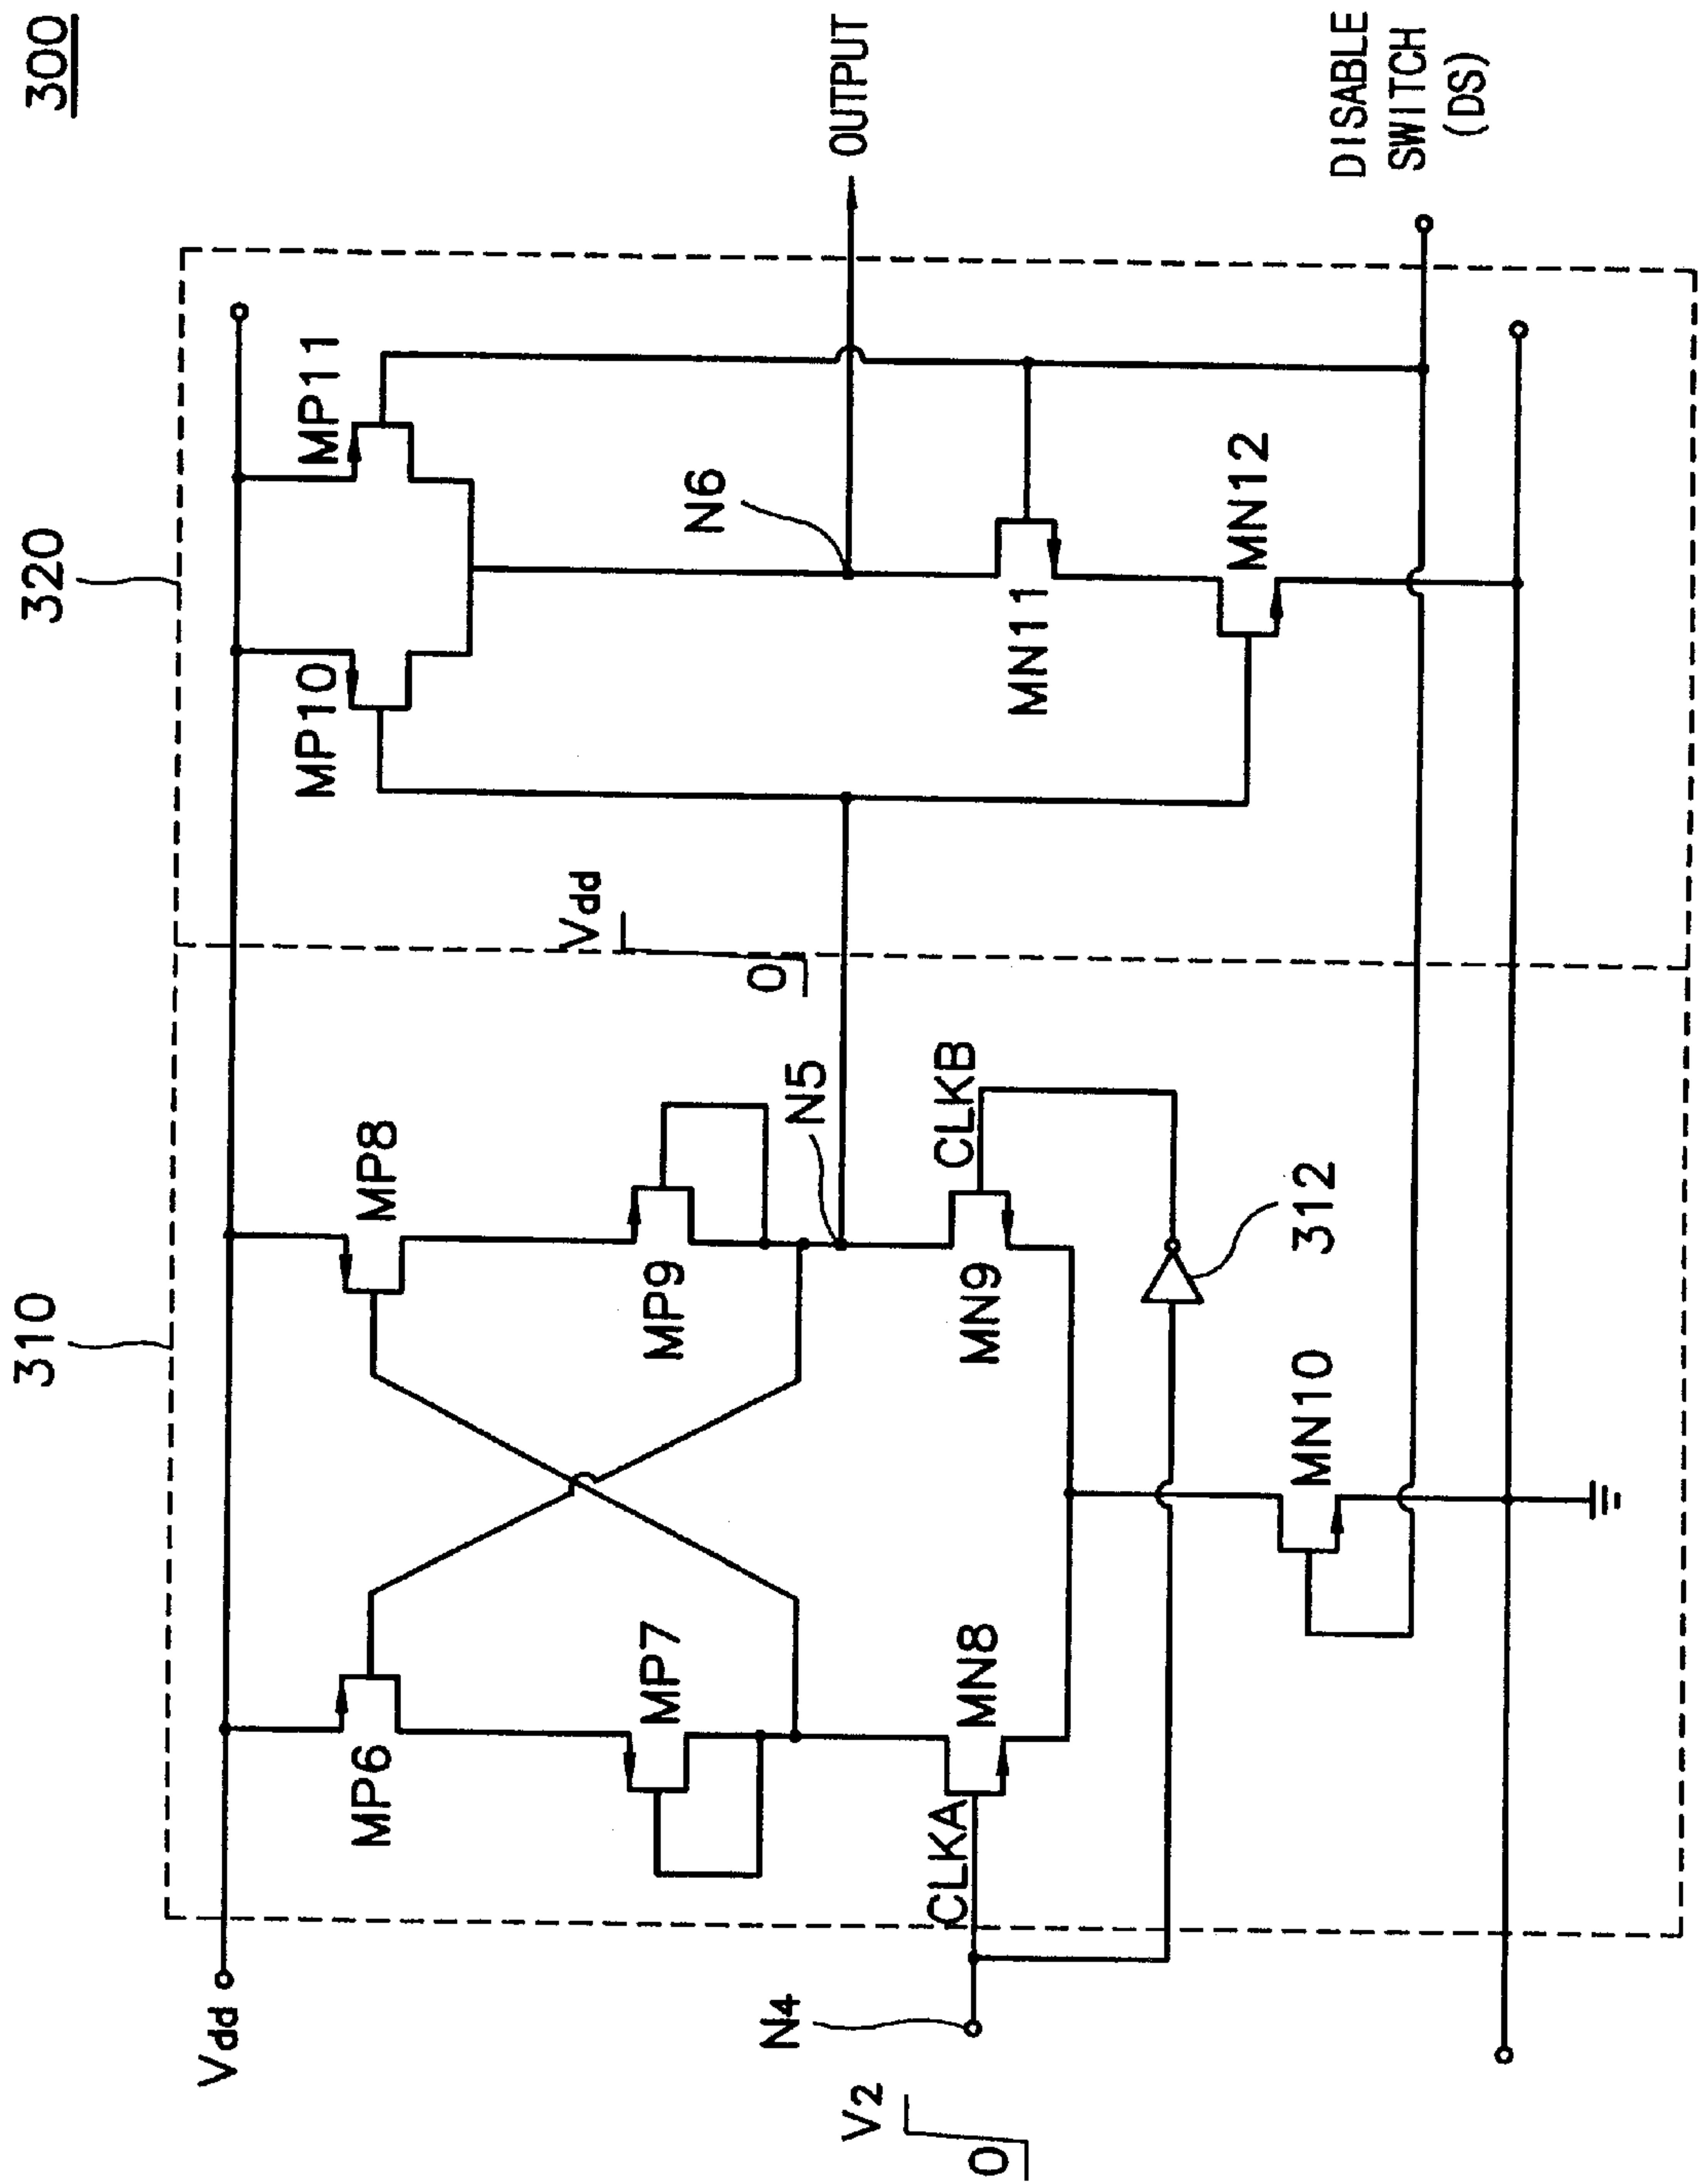 300
310
320
Vdd
MP6
MP8
MP10
MP11
MP7
MP9
Vdd
0
N5
N6
OUTPUT
N4
V2
0
CLKA
MN8
MN9
CLKB
MN11
312
MN10
MN12
DISABLE
SWITCH
(DS)